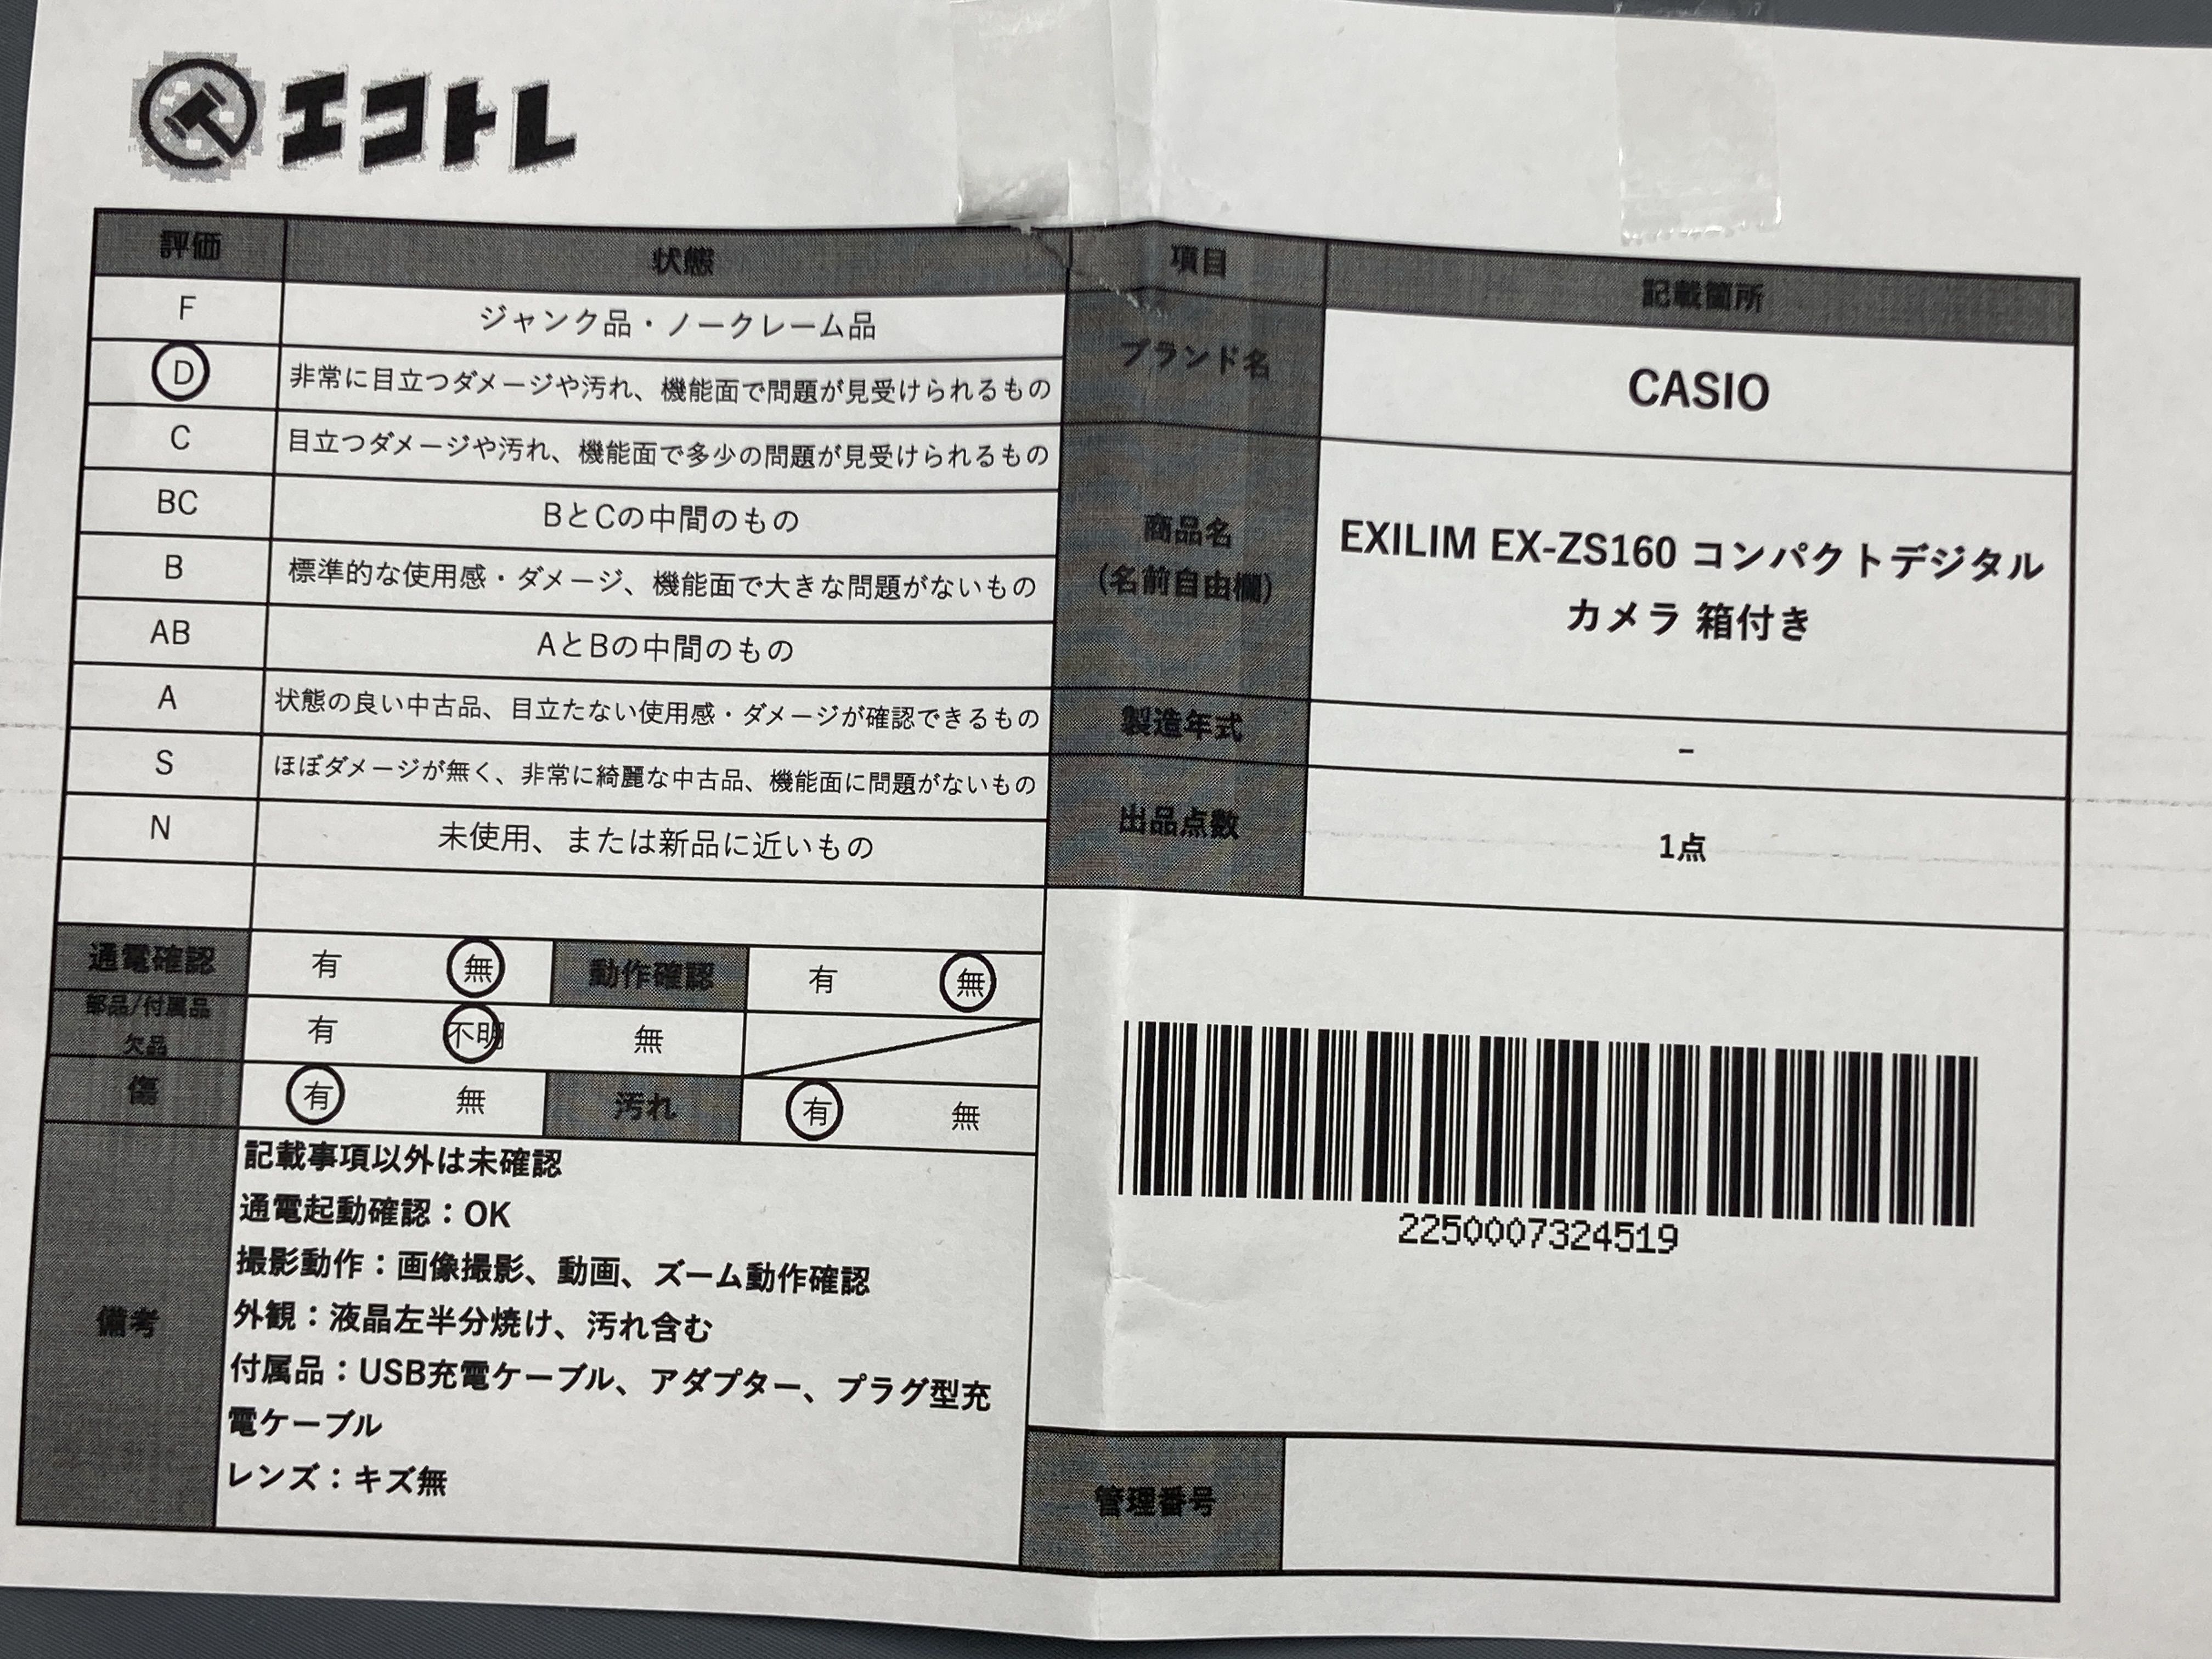 エコトレ
評価 状態
F ジャンク品・ノークレーム品
D 非常に目立つダメージや汚れ、機能面で問題が見受けられるもの
C 目立つダメージや汚れ、機能面で多少の問題が見受けられるもの
BC BとCの中間のもの
B 標準的な使用感・ダメージ、機能面で大きな問題がないもの
AB AとBの中間のもの
A 状態の良い中古品、目立たない使用感・ダメージが確認できるもの
S ほぼダメージが無く、非常に綺麗な中古品、機能面に問題がないもの
N 未使用、または新品に近いもの
通電確認 有 無 動作確認 有 無
部品/付属品
欠品 有 不明 無
傷 有 無 汚れ 有 無
備考
記載事項以外は未確認
通電起動確認：OK
撮影動作：画像撮影、動画、ズーム動作確認
外観：液晶左半分焼け、汚れ含む
付属品：USB充電ケーブル、アダプター、プラグ型充
電ケーブル
レンズ：キズ無
項目 記載箇所
ブランド名 CASIO
商品名
(名前自由欄)
EXILIM EX-ZS160 コンパクトデジタル
カメラ 箱付き
製造年式 -
出品点数 1点
2250007324519
管理番号